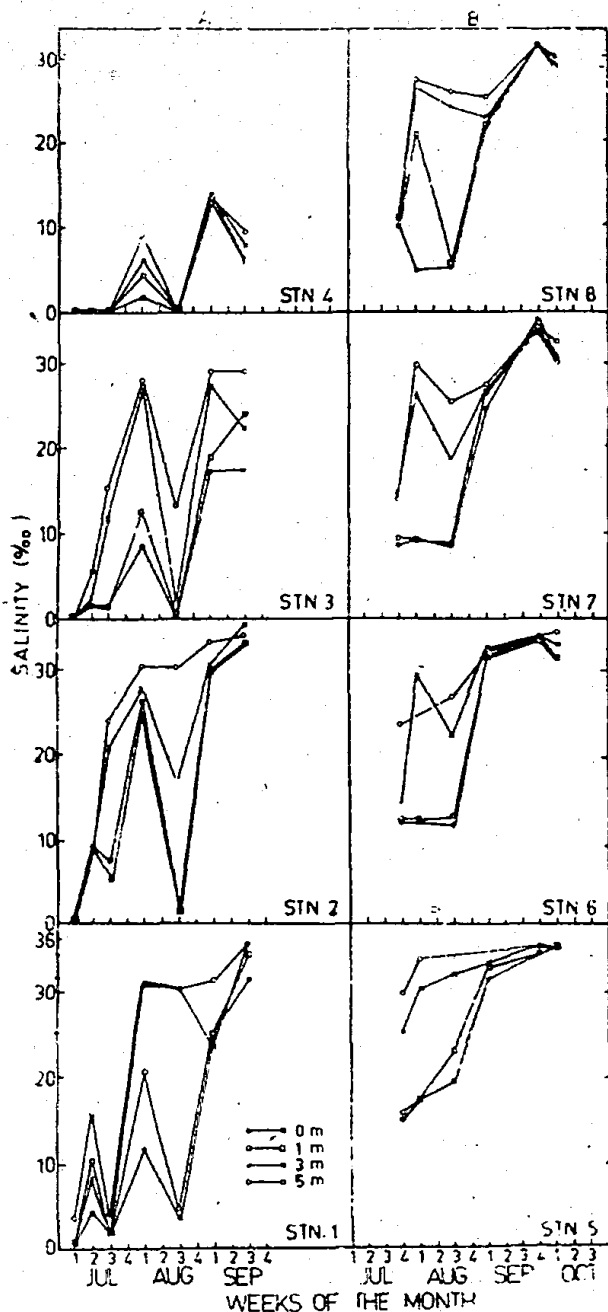 A B
30
20
10
0
STN 4
STN 8
30
20
10
0
STN 3
STN 7
30
20
10
0
STN 2
STN 6
36
30
20
10
0
0 m
1 m
3 m
5 m
STN. 1
STN 5
SALINITY (‰)
1 2 3 4 1 2 3 4 1 2 3 4
1 2 3 4 1 2 3 4 1 2 3 4 1 2 3
JUL AUG SEP
JUL AUG SEP OCT
WEEKS OF THE MONTH